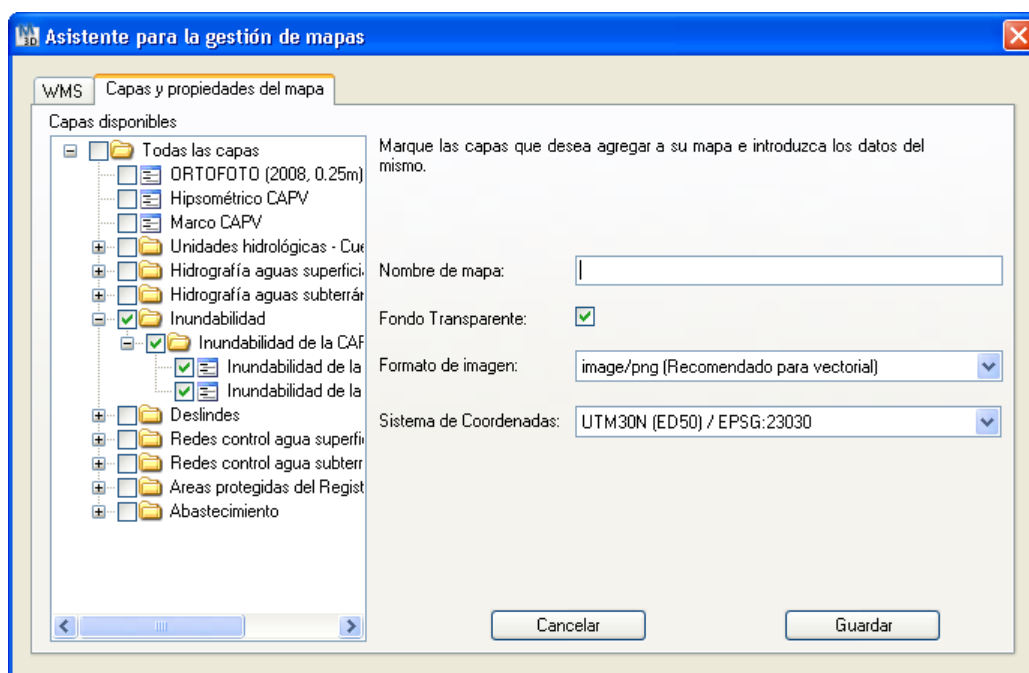 Asistente para la gestión de mapas
WMS
Capas y propiedades del mapa
Capas disponibles
Todas las capas
ORTOFOTO (2008, 0.25m)
Hipsométrico CAPV
Marco CAPV
Unidades hidrológicas - Cue
Hidrografía aguas superfici
Hidrografía aguas subterrár
Inundabilidad
Inundabilidad de la CAP
Inundabilidad de la
Inundabilidad de la
Deslindes
Redes control agua superfi
Redes control agua subterr
Areas protegidas del Regist
Abastecimiento
Marque las capas que desea agregar a su mapa e introduzca los datos del
mismo.
Nombre de mapa:
Fondo Transparente:
Formato de imagen: image/png (Recomendado para vectorial)
Sistema de Coordenadas: UTM30N (ED50) / EPSG:23030
Cancelar
Guardar